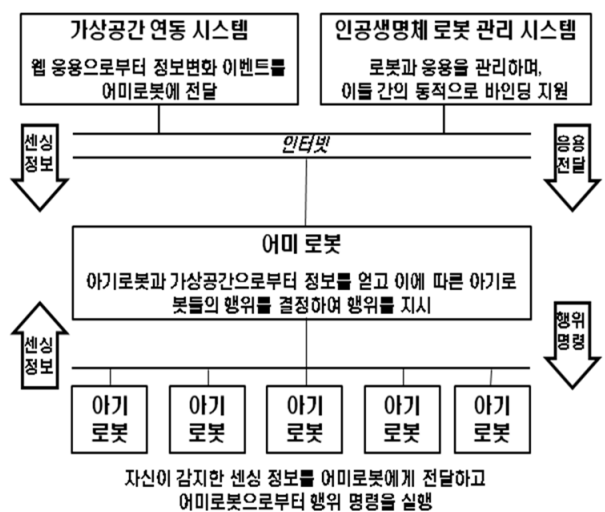 가상공간 연동 시스템
웹 응용으로부터 정보변화 이벤트를
어미로봇에 전달
인공생명체 로봇 관리 시스템
로봇과 응용을 관리하며,
이들 간의 동적으로 바인딩 지원
센싱
정보
인터넷
응용
전달
어미 로봇
아기로봇과 가상공간으로부터 정보를 얻고 이에 따른 아기로
봇들의 행위를 결정하여 행위를 지시
센싱
정보
행위
명령
아기
로봇
아기
로봇
아기
로봇
아기
로봇
아기
로봇
자신이 감지한 센싱 정보를 어미로봇에게 전달하고
어미로봇으로부터 행위 명령을 실행